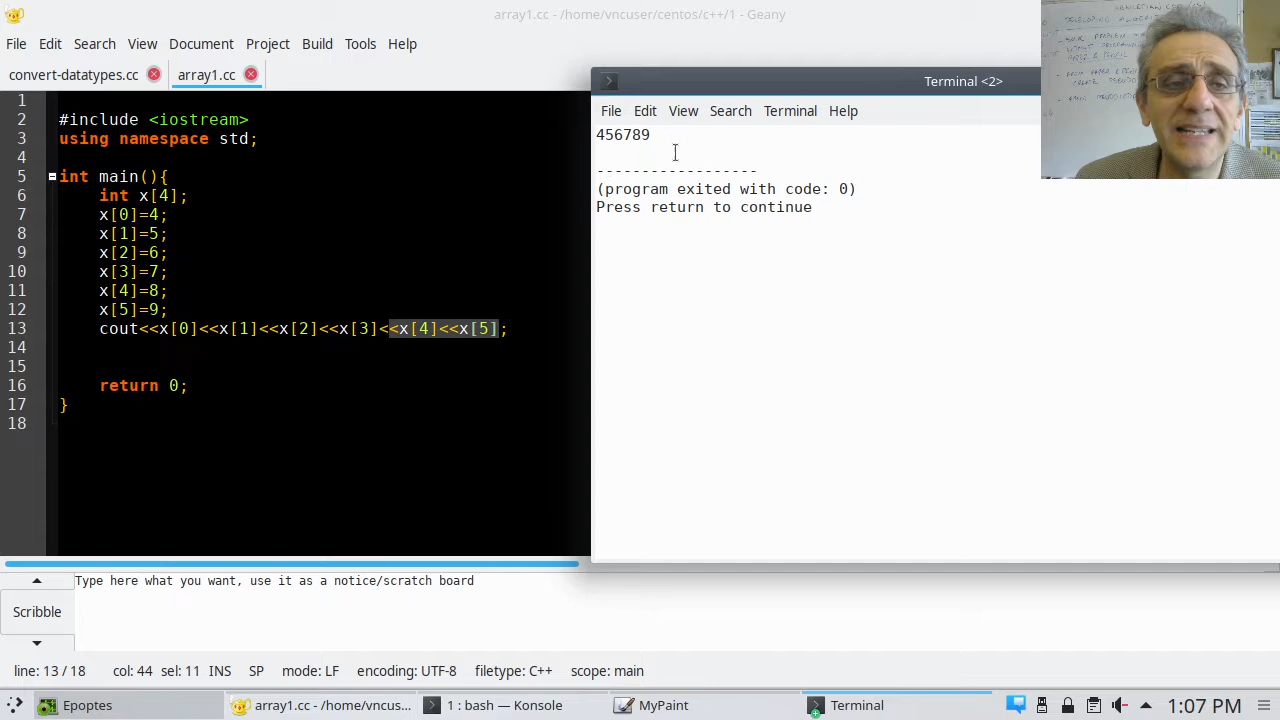 array1.cc - /home/vncuser/centos/c++/1 - Geany
File Edit Search View Document Project Build Tools Help
convert-datatypes.cc array1.cc
1
2 #include <iostream>
3 using namespace std;
4
5 int main(){
6 int x[4];
7 x[0]=4;
8 x[1]=5;
9 x[2]=6;
10 x[3]=7;
11 x[4]=8;
12 x[5]=9;
13 cout<<x[0]<<x[1]<<x[2]<<x[3]<<x[4]<<x[5];
14
15
16 return 0;
17 }
18
Terminal <2>
File Edit View Search Terminal Help
456789
------------------
(program exited with code: 0)
Press return to continue
DEVELOPING
PROBLEM
Type here what you want, use it as a notice/scratch board
Scribble
line: 13 / 18 col: 44 sel: 11 INS SP mode: LF encoding: UTF-8 filetype: C++ scope: main
Epoptes array1.cc - /home/vncus... 1 : bash — Konsole MyPaint Terminal 1:07 PM